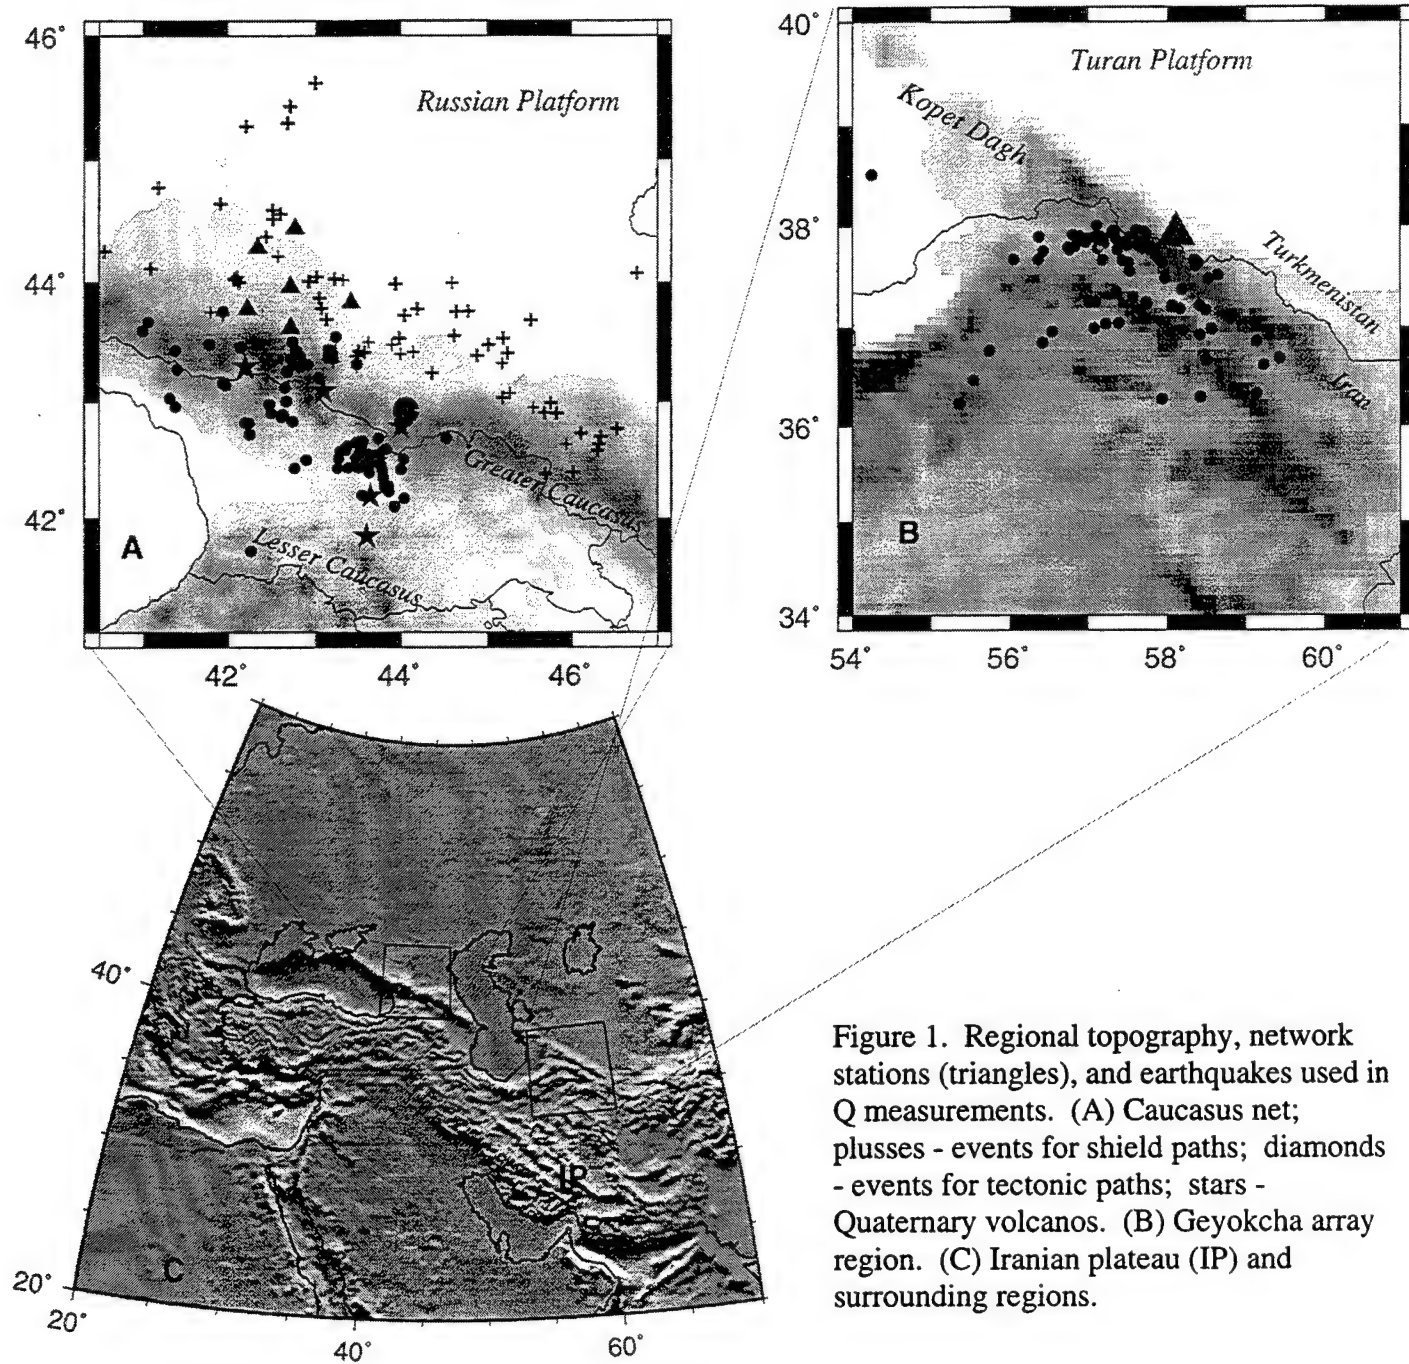 46°
Russian Platform
44°
42°
A
Greater Caucasus
Lesser Caucasus
42°
44°
46°
40°
Turan Platform
Kopet Dagh
38°
Turkmenistan
Iran
36°
B
34°
54°
56°
58°
60°
40°
IP
C
20°
20°
40°
60°
Figure 1. Regional topography, network
stations (triangles), and earthquakes used in
Q measurements. (A) Caucasus net;
plusses - events for shield paths; diamonds
- events for tectonic paths; stars -
Quaternary volcanos. (B) Geyokcha array
region. (C) Iranian plateau (IP) and
surrounding regions.